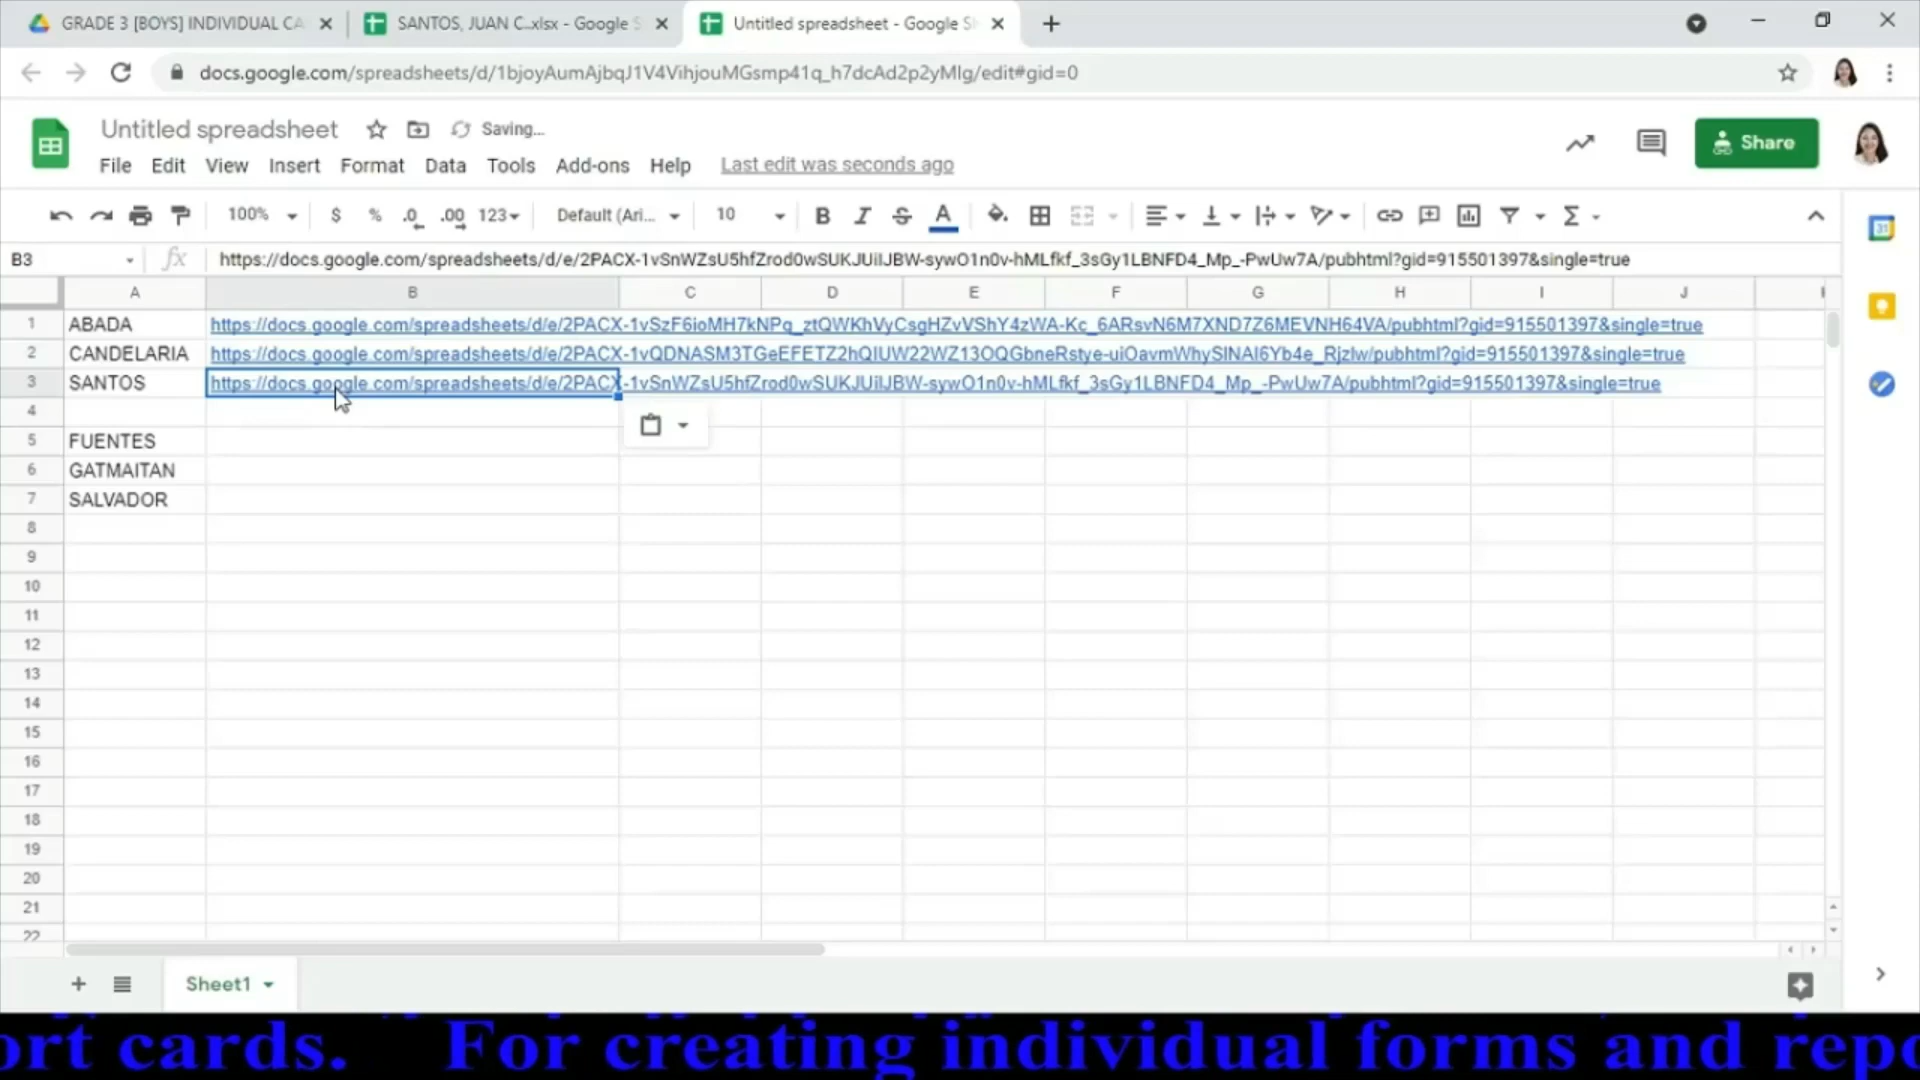 GRADE 3 [BOYS] INDIVIDUAL CA
SANTOS, JUAN C..xlsx - Google S
Untitled spreadsheet - Google Sh
docs.google.com/spreadsheets/d/1bjoyAumAjbqJ1V4VihjouMGsmp41q_h7dcAd2p2yMlg/edit#gid=0
Untitled spreadsheet Saving...
File Edit View Insert Format Data Tools Add-ons Help Last edit was seconds ago
Share
100% $ % .0 .00 123 Default (Ari... 10 B I S A
B3 fx https://docs.google.com/spreadsheets/d/e/2PACX-1vSnWZsU5hfZrod0wSUKJUiIJBW-sywO1n0v-hMLfkf_3sGy1LBNFD4_Mp_-PwUw7A/pubhtml?gid=915501397&single=true
31
A B C D E F G H I J
1 ABADA https://docs.google.com/spreadsheets/d/e/2PACX-1vSzF6ioMH7kNPq_ztQWKhVyCsgHZvVShY4zWA-Kc_6ARsvN6M7XND7Z6MEVNH64VA/pubhtml?gid=915501397&single=true
2 CANDELARIA https://docs.google.com/spreadsheets/d/e/2PACX-1vQDNASM3TGeEFETZ2hQIUW22WZ13OQGbneRstye-uiOavmWhySlNAI6Yb4e_Rjzlw/pubhtml?gid=915501397&single=true
3 SANTOS https://docs.google.com/spreadsheets/d/e/2PACX-1vSnWZsU5hfZrod0wSUKJUiIJBW-sywO1n0v-hMLfkf_3sGy1LBNFD4_Mp_-PwUw7A/pubhtml?gid=915501397&single=true
4
5 FUENTES
6 GATMAITAN
7 SALVADOR
8
9
10
11
12
13
14
15
16
17
18
19
20
21
22
Sheet1
ort cards. For creating individual forms and repo